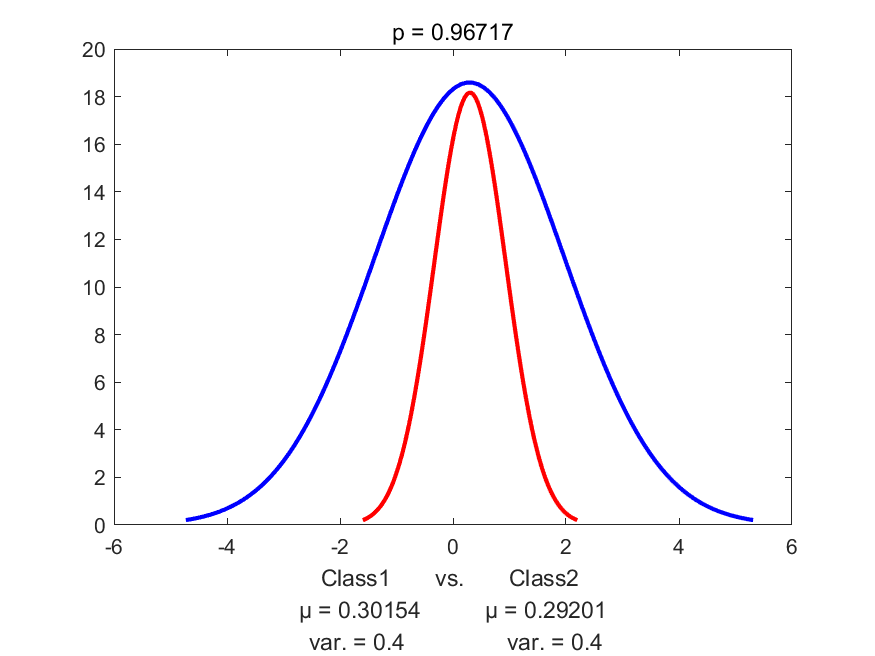 p = 0.96717
20
18
16
14
12
10
8
6
4
2
0
-6 -4 -2 0 2 4 6
Class1 vs. Class2
μ = 0.30154 μ = 0.29201
var. = 0.4 var. = 0.4